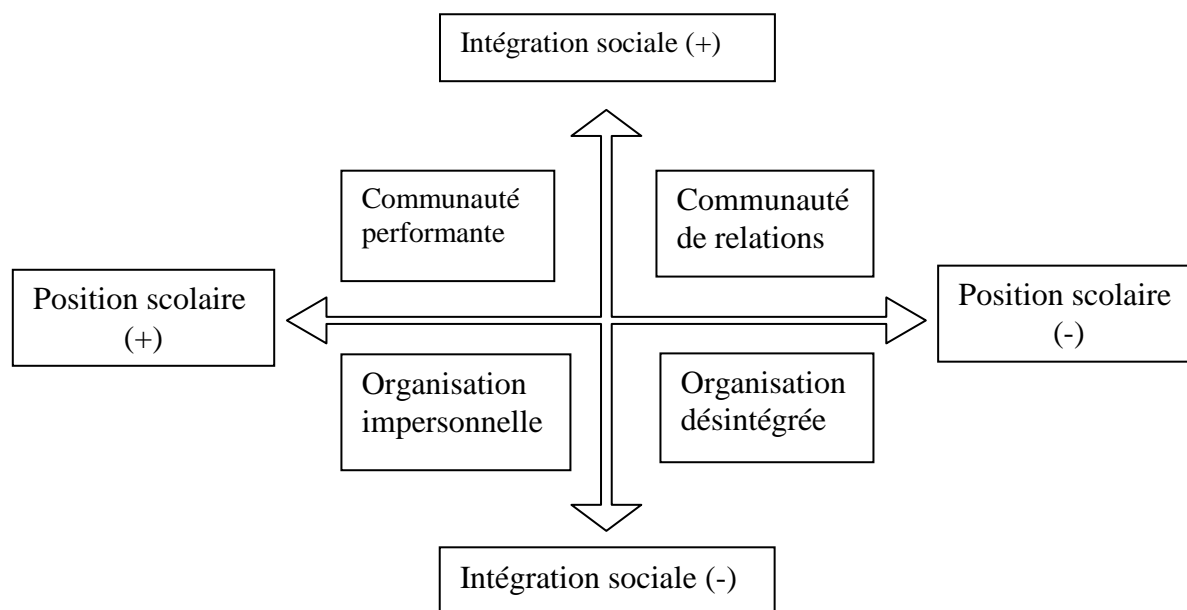 Intégration sociale (+)
Communauté
performante
Communauté
de relations
Position scolaire
(+)
Position scolaire
(-)
Organisation
impersonnelle
Organisation
désintégrée
Intégration sociale (-)